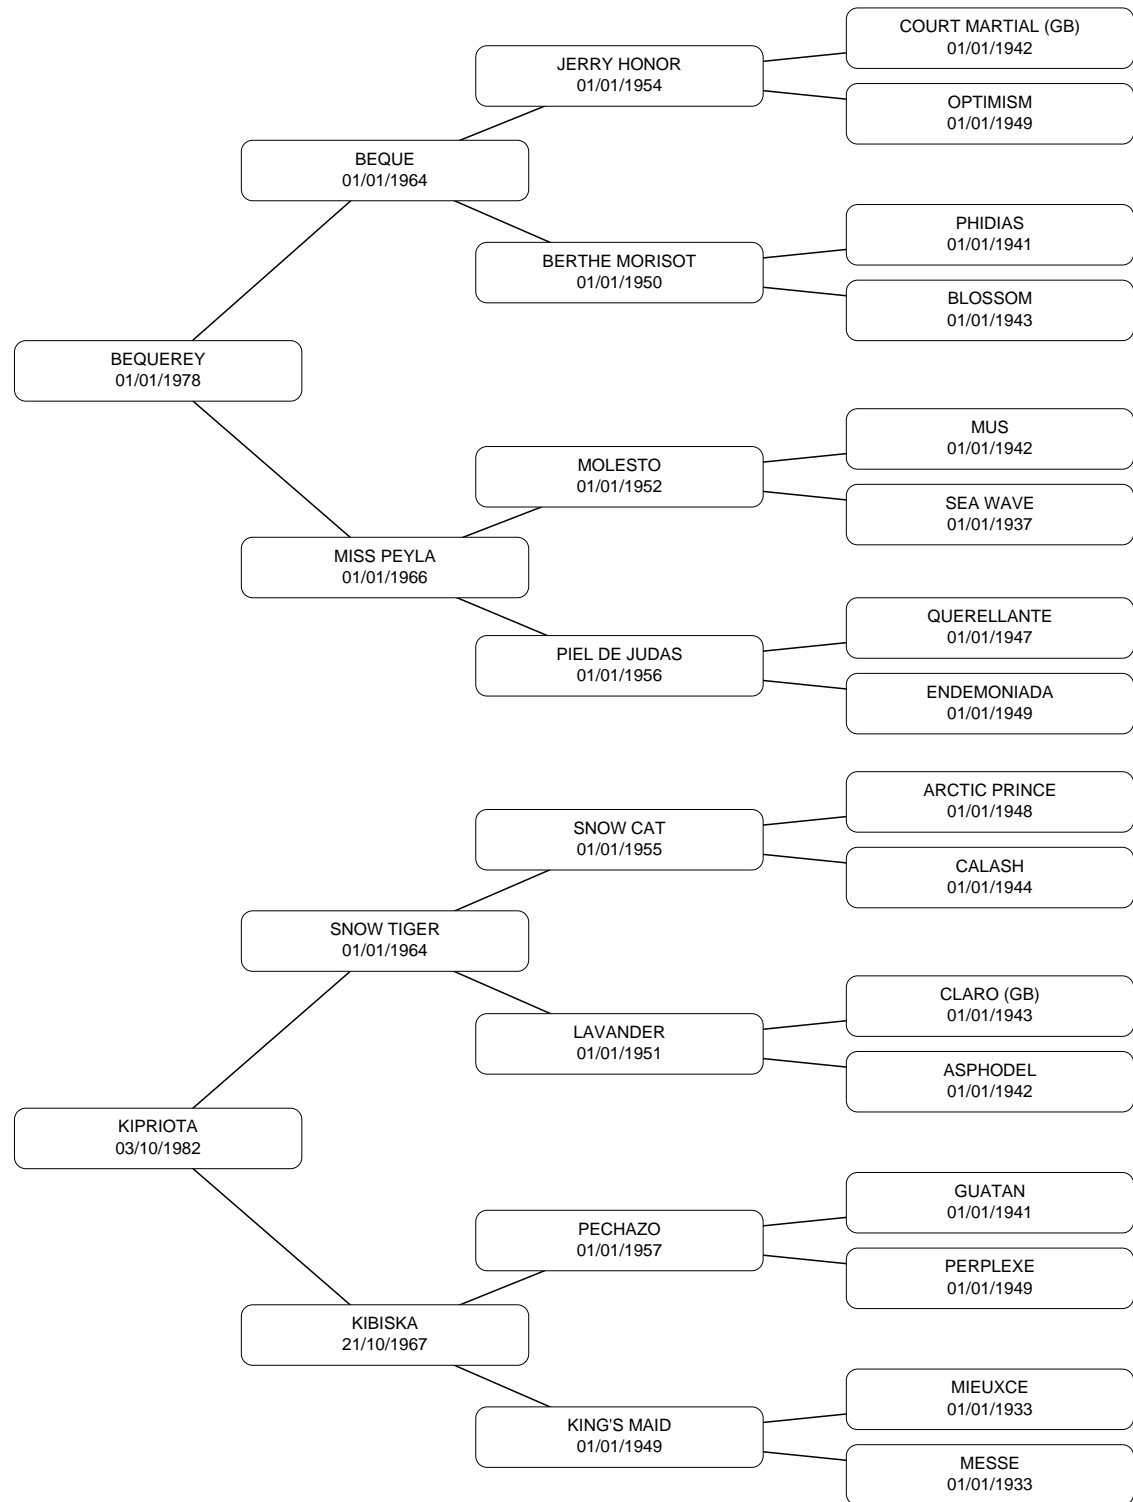 COURT MARTIAL (GB)
01/01/1942
JERRY HONOR
01/01/1954
OPTIMISM
01/01/1949
BEQUE
01/01/1964
PHIDIAS
01/01/1941
BERTHE MORISOT
01/01/1950
BLOSSOM
01/01/1943
BEQUEREY
01/01/1978
MUS
01/01/1942
MOLESTO
01/01/1952
SEA WAVE
01/01/1937
MISS PEYLA
01/01/1966
QUERELLANTE
01/01/1947
PIEL DE JUDAS
01/01/1956
ENDEMONIADA
01/01/1949
ARCTIC PRINCE
01/01/1948
SNOW CAT
01/01/1955
CALASH
01/01/1944
SNOW TIGER
01/01/1964
CLARO (GB)
01/01/1943
LAVANDER
01/01/1951
ASPHODEL
01/01/1942
KIPRIOTA
03/10/1982
GUATAN
01/01/1941
PECHAZO
01/01/1957
PERPLEXE
01/01/1949
KIBISKA
21/10/1967
MIEUXCE
01/01/1933
KING'S MAID
01/01/1949
MESSE
01/01/1933